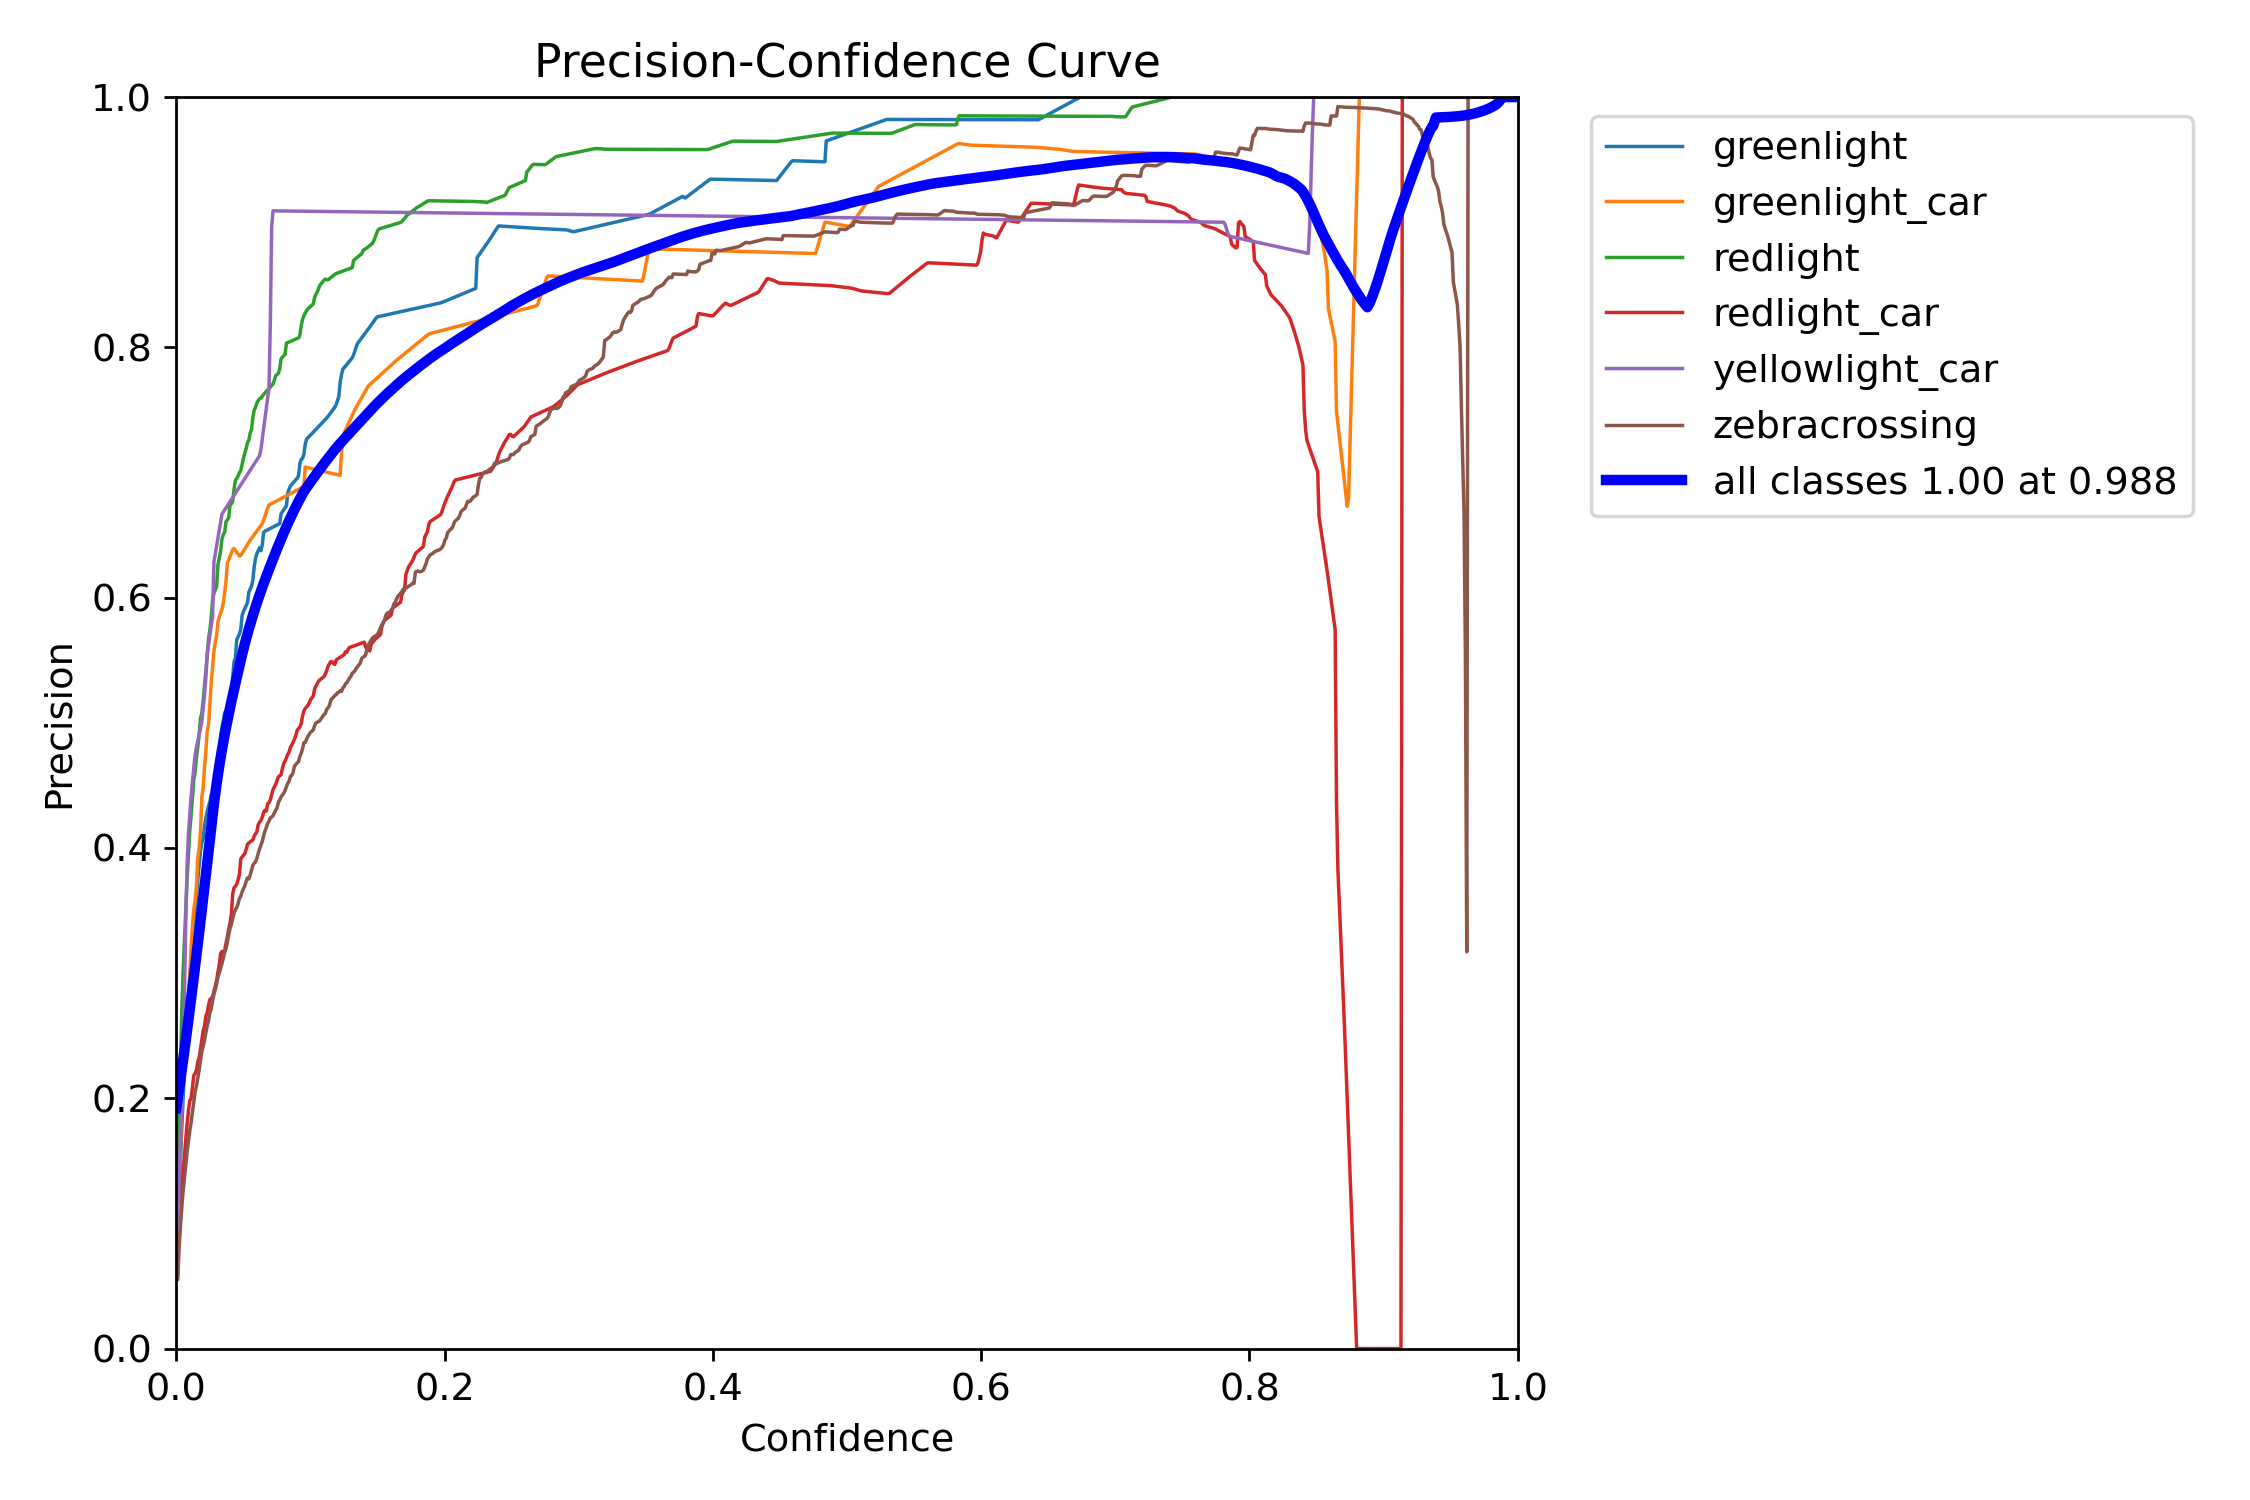 Precision-Confidence Curve
1.0
0.8
0.6
0.4
0.2
0.0
Precision
0.0 0.2 0.4 0.6 0.8 1.0
Confidence
greenlight
greenlight_car
redlight
redlight_car
yellowlight_car
zebracrossing
all classes 1.00 at 0.988